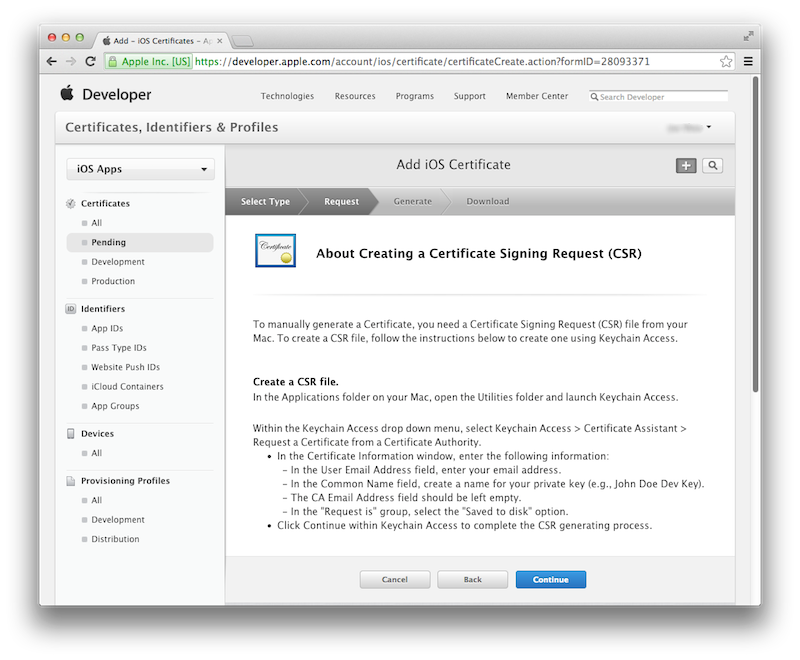 Add - iOS Certificates - Ap
Apple Inc. [US] https://developer.apple.com/account/ios/certificate/certificateCreate.action?formID=28093371
Developer
Technologies Resources Programs Support Member Center Search Developer
Certificates, Identifiers & Profiles
iOS Apps
Certificates
All
Pending
Development
Production
Identifiers
App IDs
Pass Type IDs
Website Push IDs
iCloud Containers
App Groups
Devices
All
Provisioning Profiles
All
Development
Distribution
Add iOS Certificate
Select Type Request Generate Download
Certificate
About Creating a Certificate Signing Request (CSR)
To manually generate a Certificate, you need a Certificate Signing Request (CSR) file from your
Mac. To create a CSR file, follow the instructions below to create one using Keychain Access.
Create a CSR file.
In the Applications folder on your Mac, open the Utilities folder and launch Keychain Access.
Within the Keychain Access drop down menu, select Keychain Access > Certificate Assistant >
Request a Certificate from a Certificate Authority.
• In the Certificate Information window, enter the following information:
– In the User Email Address field, enter your email address.
– In the Common Name field, create a name for your private key (e.g., John Doe Dev Key).
– The CA Email Address field should be left empty.
– In the "Request is" group, select the "Saved to disk" option.
• Click Continue within Keychain Access to complete the CSR generating process.
Cancel Back Continue